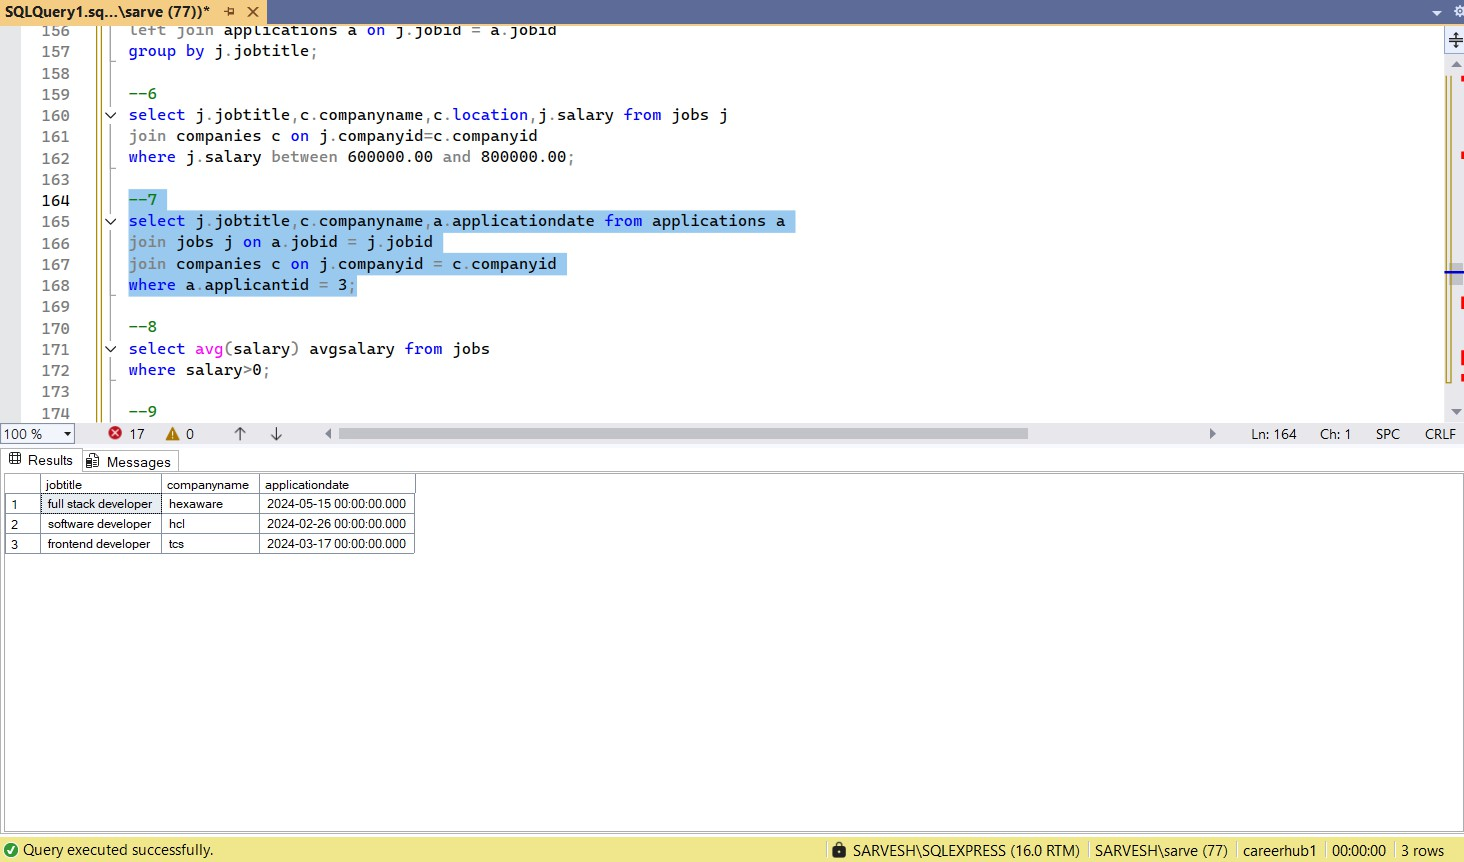 SQLQuery1.sq...\sarve (77))*
156 left join applications a on j.jobid = a.jobid
157 group by j.jobtitle;
158
159 --6
160 select j.jobtitle,c.companyname,c.location,j.salary from jobs j
161 join companies c on j.companyid=c.companyid
162 where j.salary between 600000.00 and 800000.00;
163
164 --7
165 select j.jobtitle,c.companyname,a.applicationdate from applications a
166 join jobs j on a.jobid = j.jobid
167 join companies c on j.companyid = c.companyid
168 where a.applicantid = 3;
169
170 --8
171 select avg(salary) avgsalary from jobs
172 where salary>0;
173
174 --9
100 % 17 0 Ln: 164 Ch: 1 SPC CRLF
Results Messages
jobtitle companyname applicationdate
1 full stack developer hexaware 2024-05-15 00:00:00.000
2 software developer hcl 2024-02-26 00:00:00.000
3 frontend developer tcs 2024-03-17 00:00:00.000
Query executed successfully. SARVESH\SQLEXPRESS (16.0 RTM) SARVESH\sarve (77) careerhub1 00:00:00 3 rows